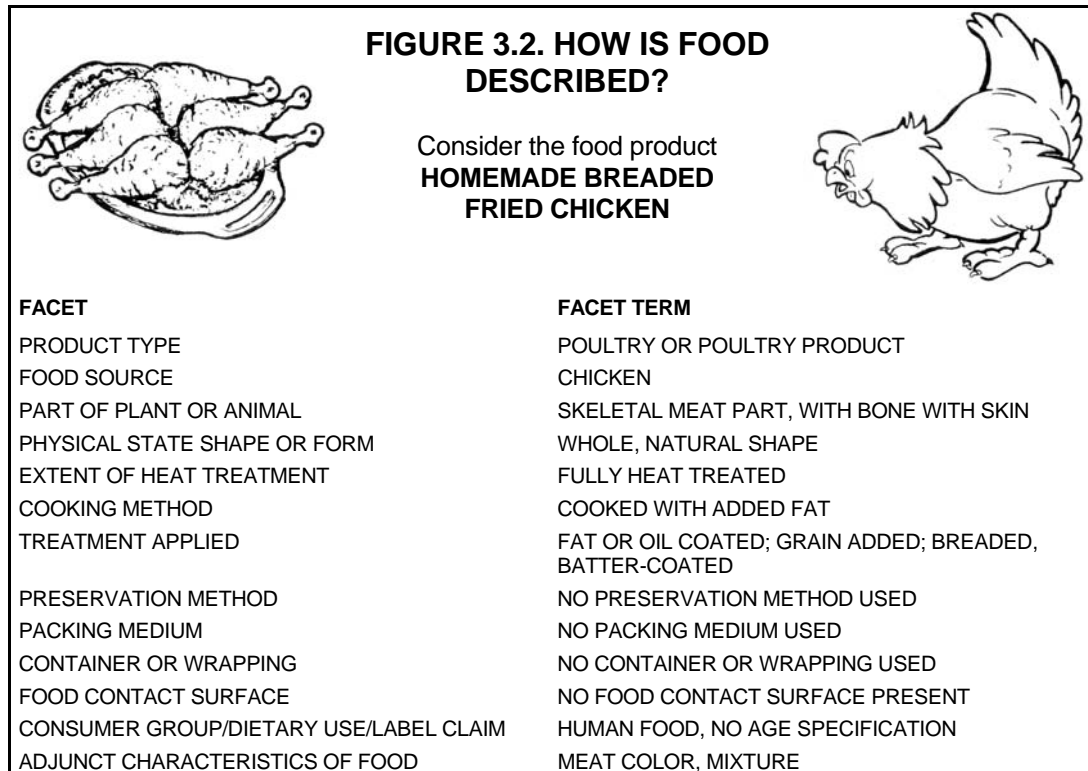 FIGURE 3.2. HOW IS FOOD
DESCRIBED?
Consider the food product
HOMEMADE BREADED
FRIED CHICKEN
FACET FACET TERM
PRODUCT TYPE POULTRY OR POULTRY PRODUCT
FOOD SOURCE CHICKEN
PART OF PLANT OR ANIMAL SKELETAL MEAT PART, WITH BONE WITH SKIN
PHYSICAL STATE SHAPE OR FORM WHOLE, NATURAL SHAPE
EXTENT OF HEAT TREATMENT FULLY HEAT TREATED
COOKING METHOD COOKED WITH ADDED FAT
TREATMENT APPLIED FAT OR OIL COATED; GRAIN ADDED; BREADED,
BATTER-COATED
PRESERVATION METHOD NO PRESERVATION METHOD USED
PACKING MEDIUM NO PACKING MEDIUM USED
CONTAINER OR WRAPPING NO CONTAINER OR WRAPPING USED
FOOD CONTACT SURFACE NO FOOD CONTACT SURFACE PRESENT
CONSUMER GROUP/DIETARY USE/LABEL CLAIM HUMAN FOOD, NO AGE SPECIFICATION
ADJUNCT CHARACTERISTICS OF FOOD MEAT COLOR, MIXTURE